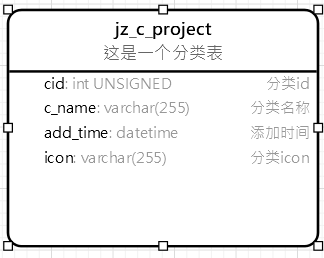 jz_c_project
这是一个分类表
cid: int UNSIGNED 分类id
c_name: varchar(255) 分类名称
add_time: datetime 添加时间
icon: varchar(255) 分类icon